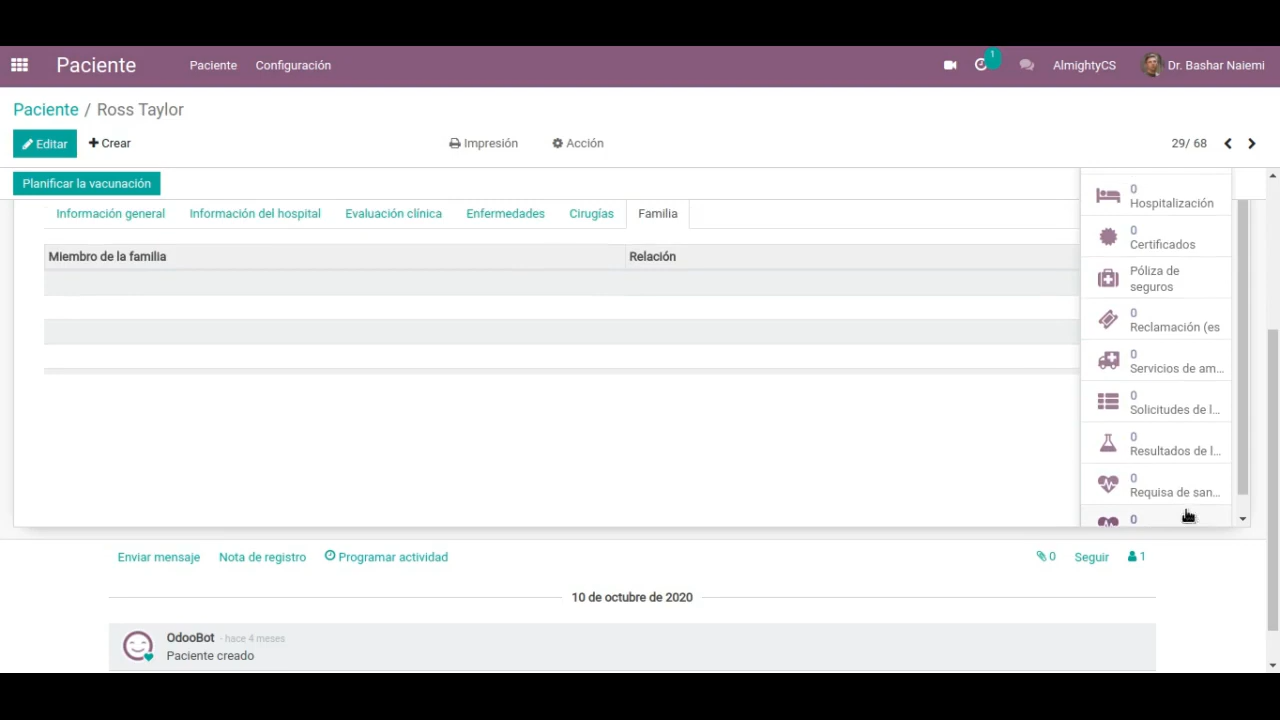 Paciente Paciente Configuración 1 AlmightyCS Dr. Bashar Naiemi
Paciente / Ross Taylor
Editar Crear Impresión Acción 29/ 68
Planificar la vacunación
Información general Información del hospital Evaluación clínica Enfermedades Cirugías Familia
Miembro de la familia Relación
0
Hospitalización
0
Certificados
Póliza de
seguros
0
Reclamación (es
0
Servicios de am...
0
Solicitudes de l...
0
Resultados de l...
0
Requisa de san...
0
Enviar mensaje Nota de registro Programar actividad 0 Seguir 1
10 de octubre de 2020
OdooBot - hace 4 meses
Paciente creado